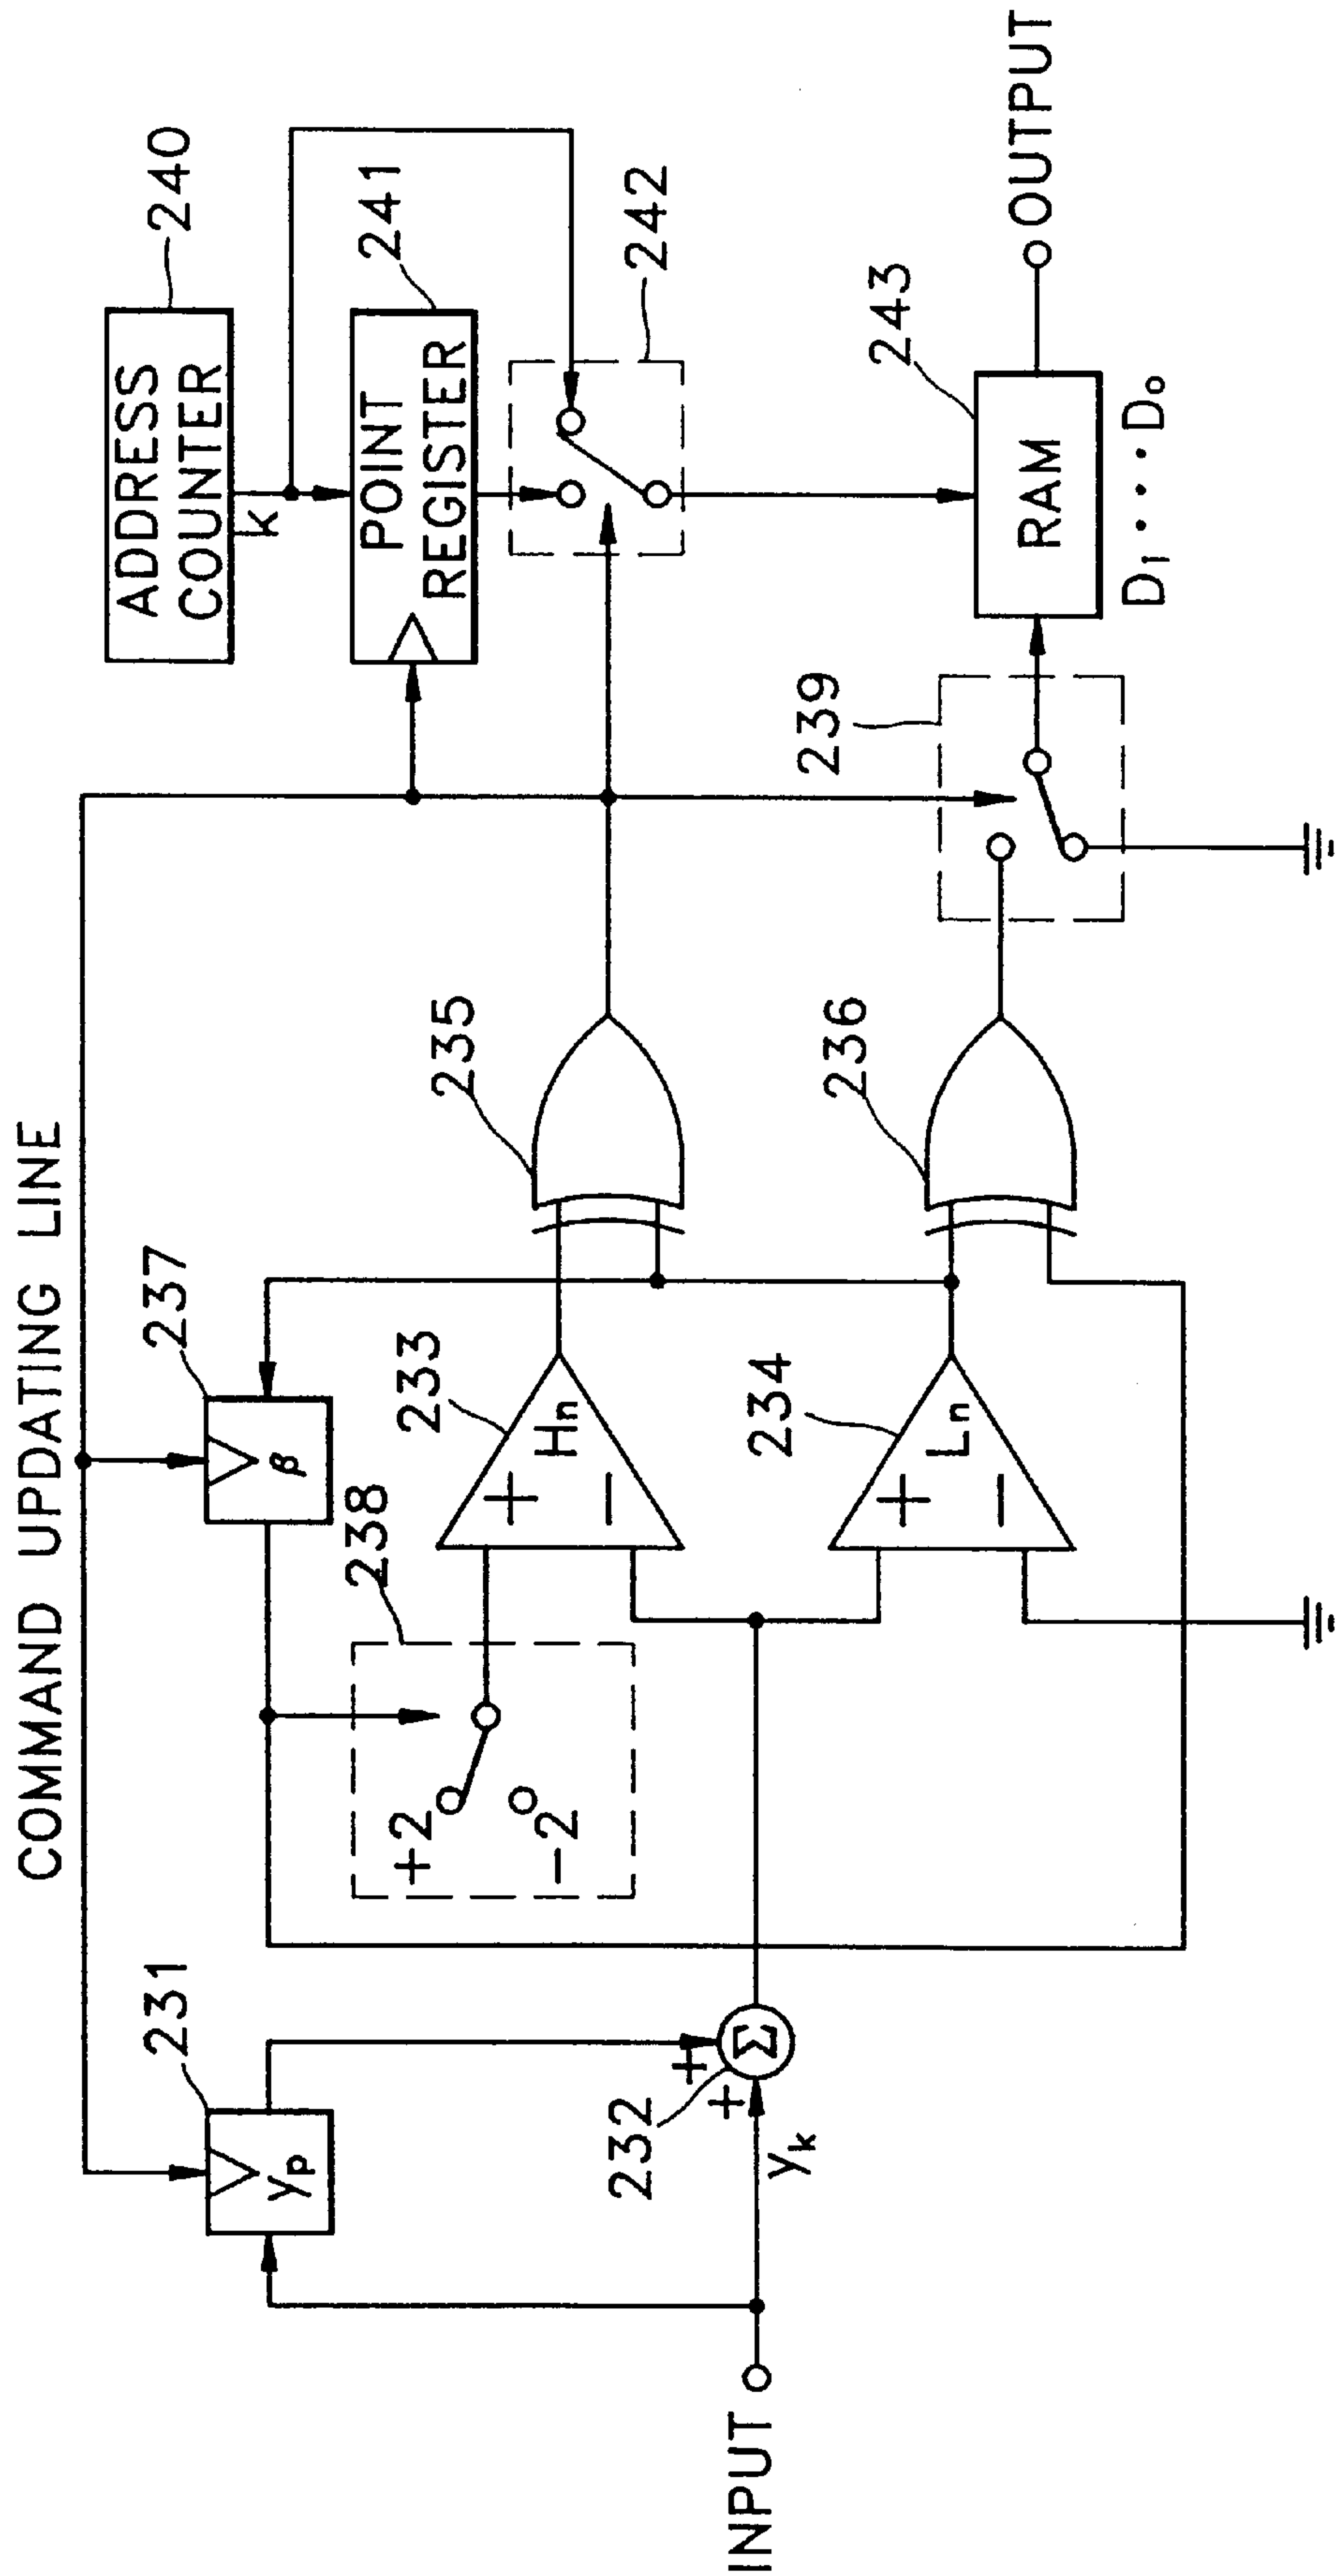 COMMAND UPDATING LINE
231
yp
237
β
ADDRESS
COUNTER
240
k
POINT
REGISTER
241
242
238
+2
-2
233
+
Hn
−
235
232
+
+
Σ
INPUT
yk
234
+
Ln
−
236
239
243
RAM
OUTPUT
D1 · · · · D0